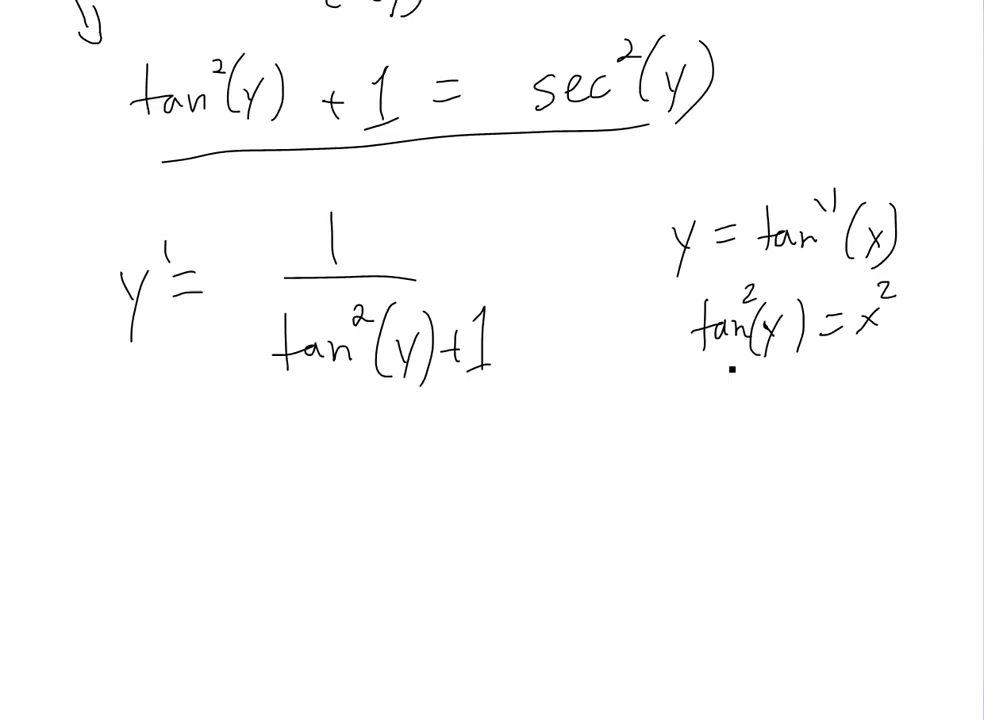 tan²(y) + 1 = sec²(y)
y' = 1 / (tan²(y)+1)
y = tan⁻¹(x)
tan²(y) = x²